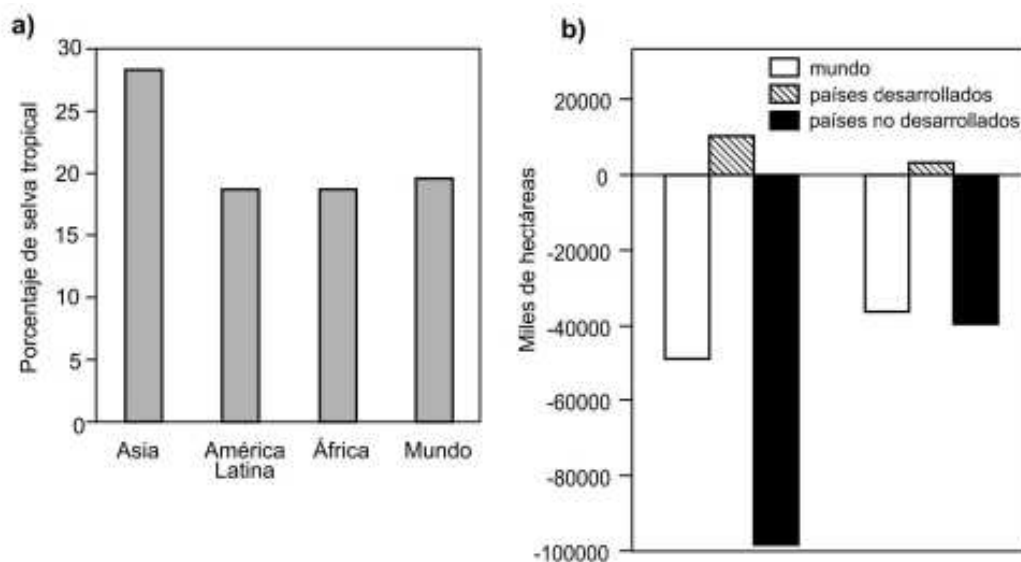 a)
Porcentaje de selva tropical
30
25
20
15
10
5
0
Asia
América
Latina
África
Mundo
b)
Miles de hectáreas
20000
0
-20000
-40000
-60000
-80000
-100000
mundo
países desarrollados
países no desarrollados